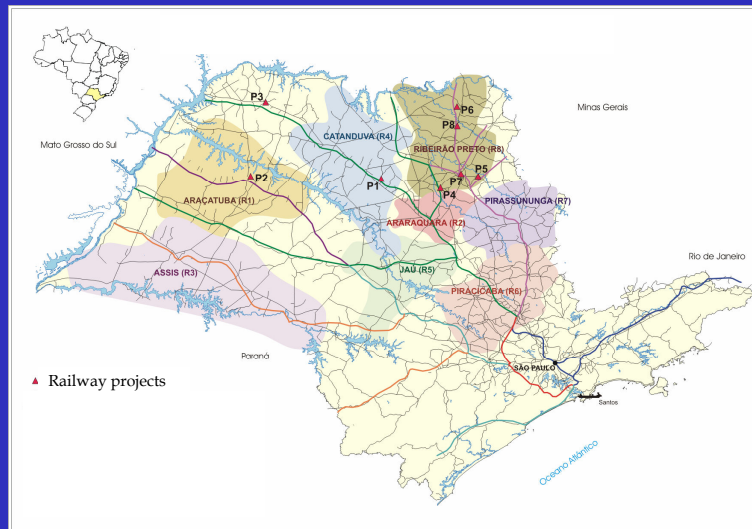 P6
Minas Gerais
P3
P8
Mato Grosso do Sul
CATANDUVA (R4)
RIBEIRÃO PRETO (R8)
P5
P2
P1
P7
P4
ARAÇATUBA (R1)
PIRASSUNUNGA (R7)
ARARAQUARA (R2)
Rio de Janeiro
ASSIS (R3)
JAÚ (R5)
PIRACICABA (R6)
Paraná
SÃO PAULO
Railway projects
Santos
Oceano Atlântico